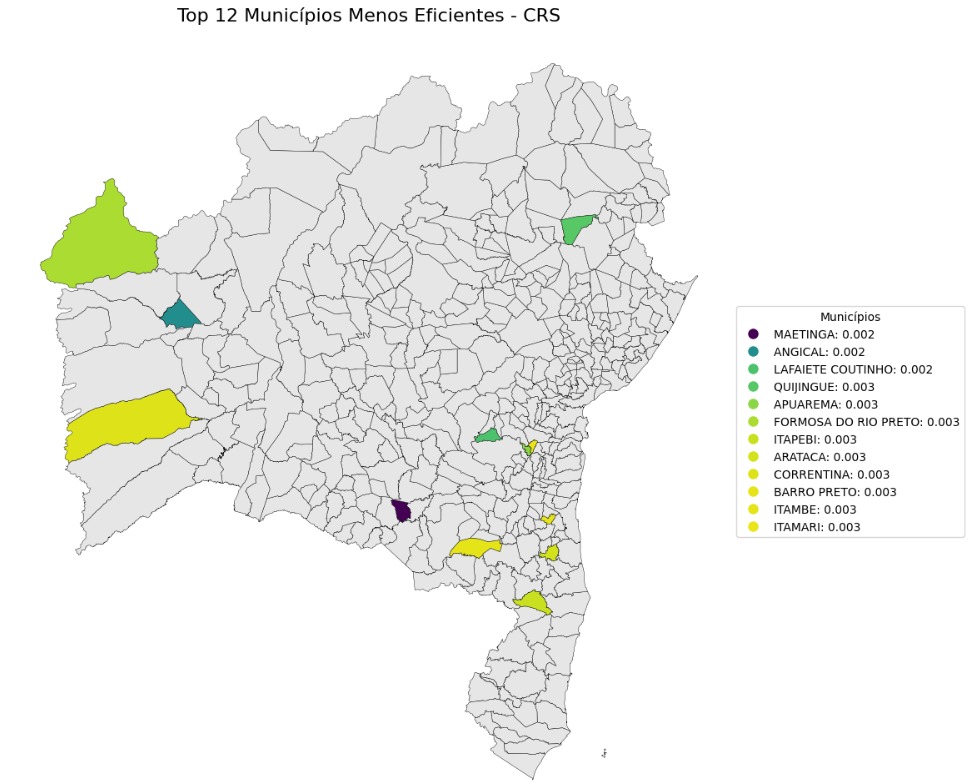 Top 12 Municípios Menos Eficientes - CRS
Municípios
MAETINGA: 0.002
ANGICAL: 0.002
LAFAIETE COUTINHO: 0.002
QUIJINGUE: 0.003
APUAREMA: 0.003
FORMOSA DO RIO PRETO: 0.003
ITAPEBI: 0.003
ARATACA: 0.003
CORRENTINA: 0.003
BARRO PRETO: 0.003
ITAMBE: 0.003
ITAMARI: 0.003